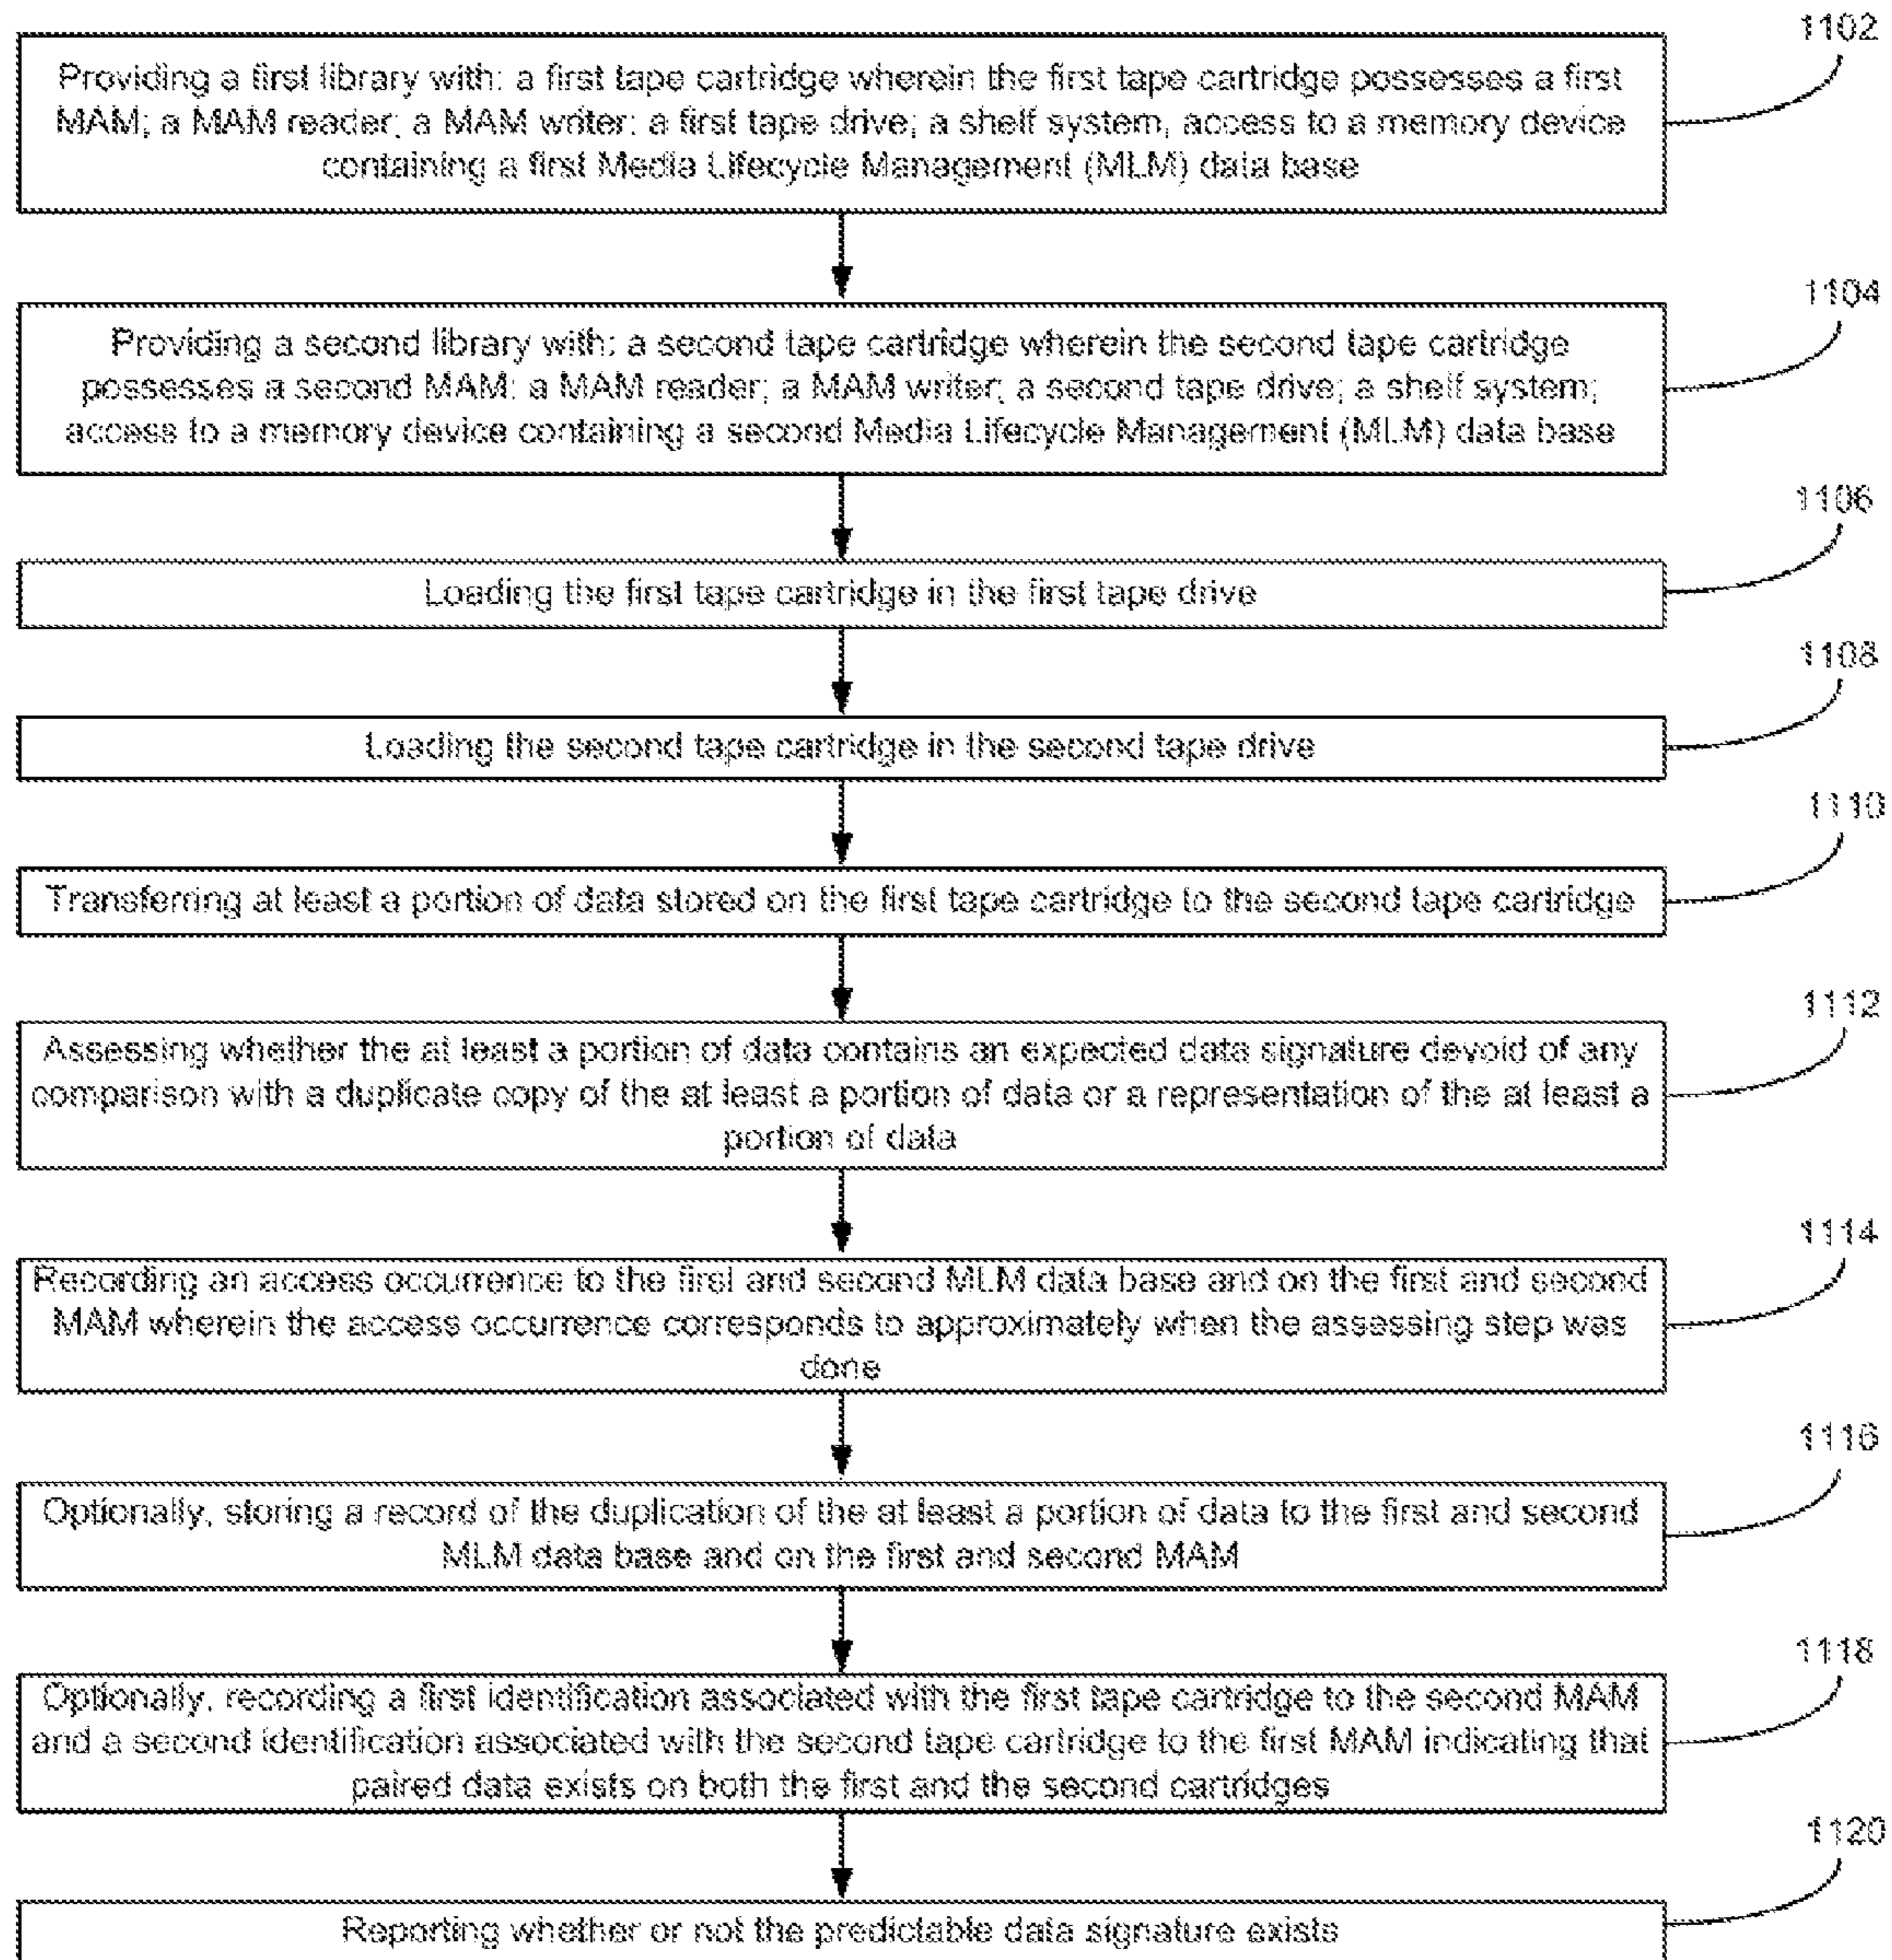 1102
Providing a first library with: a first tape cartridge wherein the first tape cartridge possesses a first
MAM; a MAM reader; a MAM writer; a first tape drive; a shelf system, access to a memory device
containing a first Media Lifecycle Management (MLM) data base
1104
Providing a second library with: a second tape cartridge wherein the second tape cartridge
possesses a second MAM: a MAM reader; a MAM writer; a second tape drive; a shelf system;
access to a memory device containing a second Media Lifecycle Management (MLM) data base
1106
Loading the first tape cartridge in the first tape drive
1108
Loading the second tape cartridge in the second tape drive
1110
Transferring at least a portion of data stored on the first tape cartridge to the second tape cartridge
1112
Assessing whether the at least a portion of data contains an expected data signature devoid of any
comparison with a duplicate copy of the at least a portion of data or a representation of the at least a
portion of data
1114
Recording an access occurrence to the first and second MLM data base and on the first and second
MAM wherein the access occurrence corresponds to approximately when the assessing step was
done
1116
Optionally, storing a record of the duplication of the at least a portion of data to the first and second
MLM data base and on the first and second MAM
1118
Optionally, recording a first identification associated with the first tape cartridge to the second MAM
and a second identification associated with the second tape cartridge to the first MAM indicating that
paired data exists on both the first and the second cartridges
1120
Reporting whether or not the predictable data signature exists